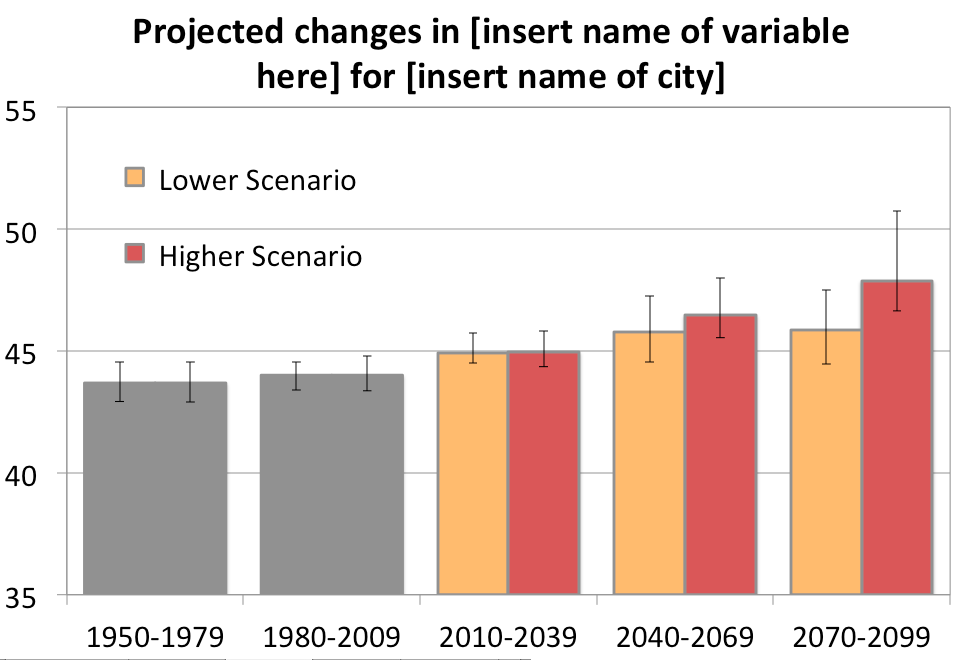 Projected changes in [insert name of variable
here] for [insert name of city]
55
Lower Scenario
50
Higher Scenario
45
40
35
1950-1979 1980-2009 2010-2039 2040-2069 2070-2099